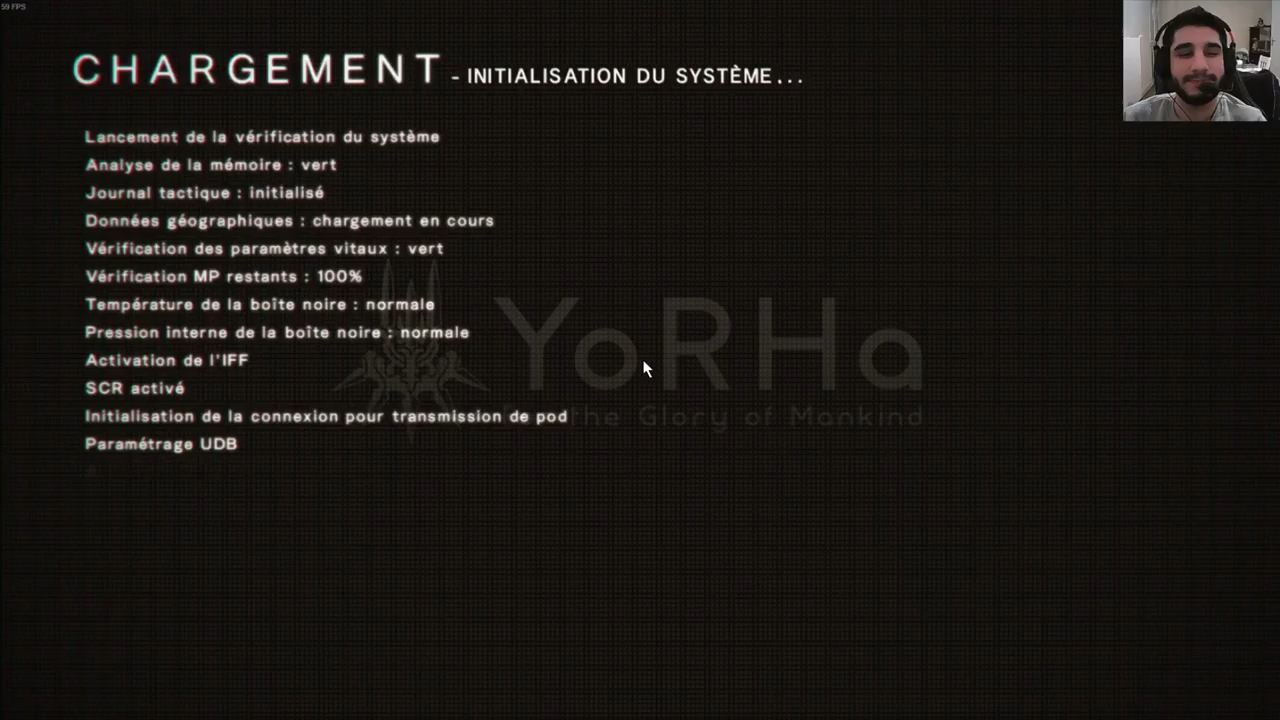 59 FPS
CHARGEMENT - INITIALISATION DU SYSTÈME...
Lancement de la vérification du système
Analyse de la mémoire : vert
Journal tactique : initialisé
Données géographiques : chargement en cours
Vérification des paramètres vitaux : vert
Vérification MP restants : 100%
Température de la boîte noire : normale
Pression interne de la boîte noire : normale
Activation de l'IFF
SCR activé
Initialisation de la connexion pour transmission de pod
Paramétrage UDB
YoRHa
the Glory of Mankind